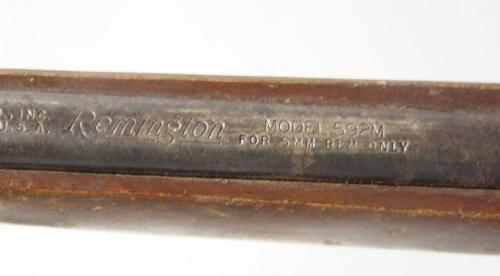 , INC.
U.S.A.
Remington
MODEL 592M
FOR 5MM REM ONLY